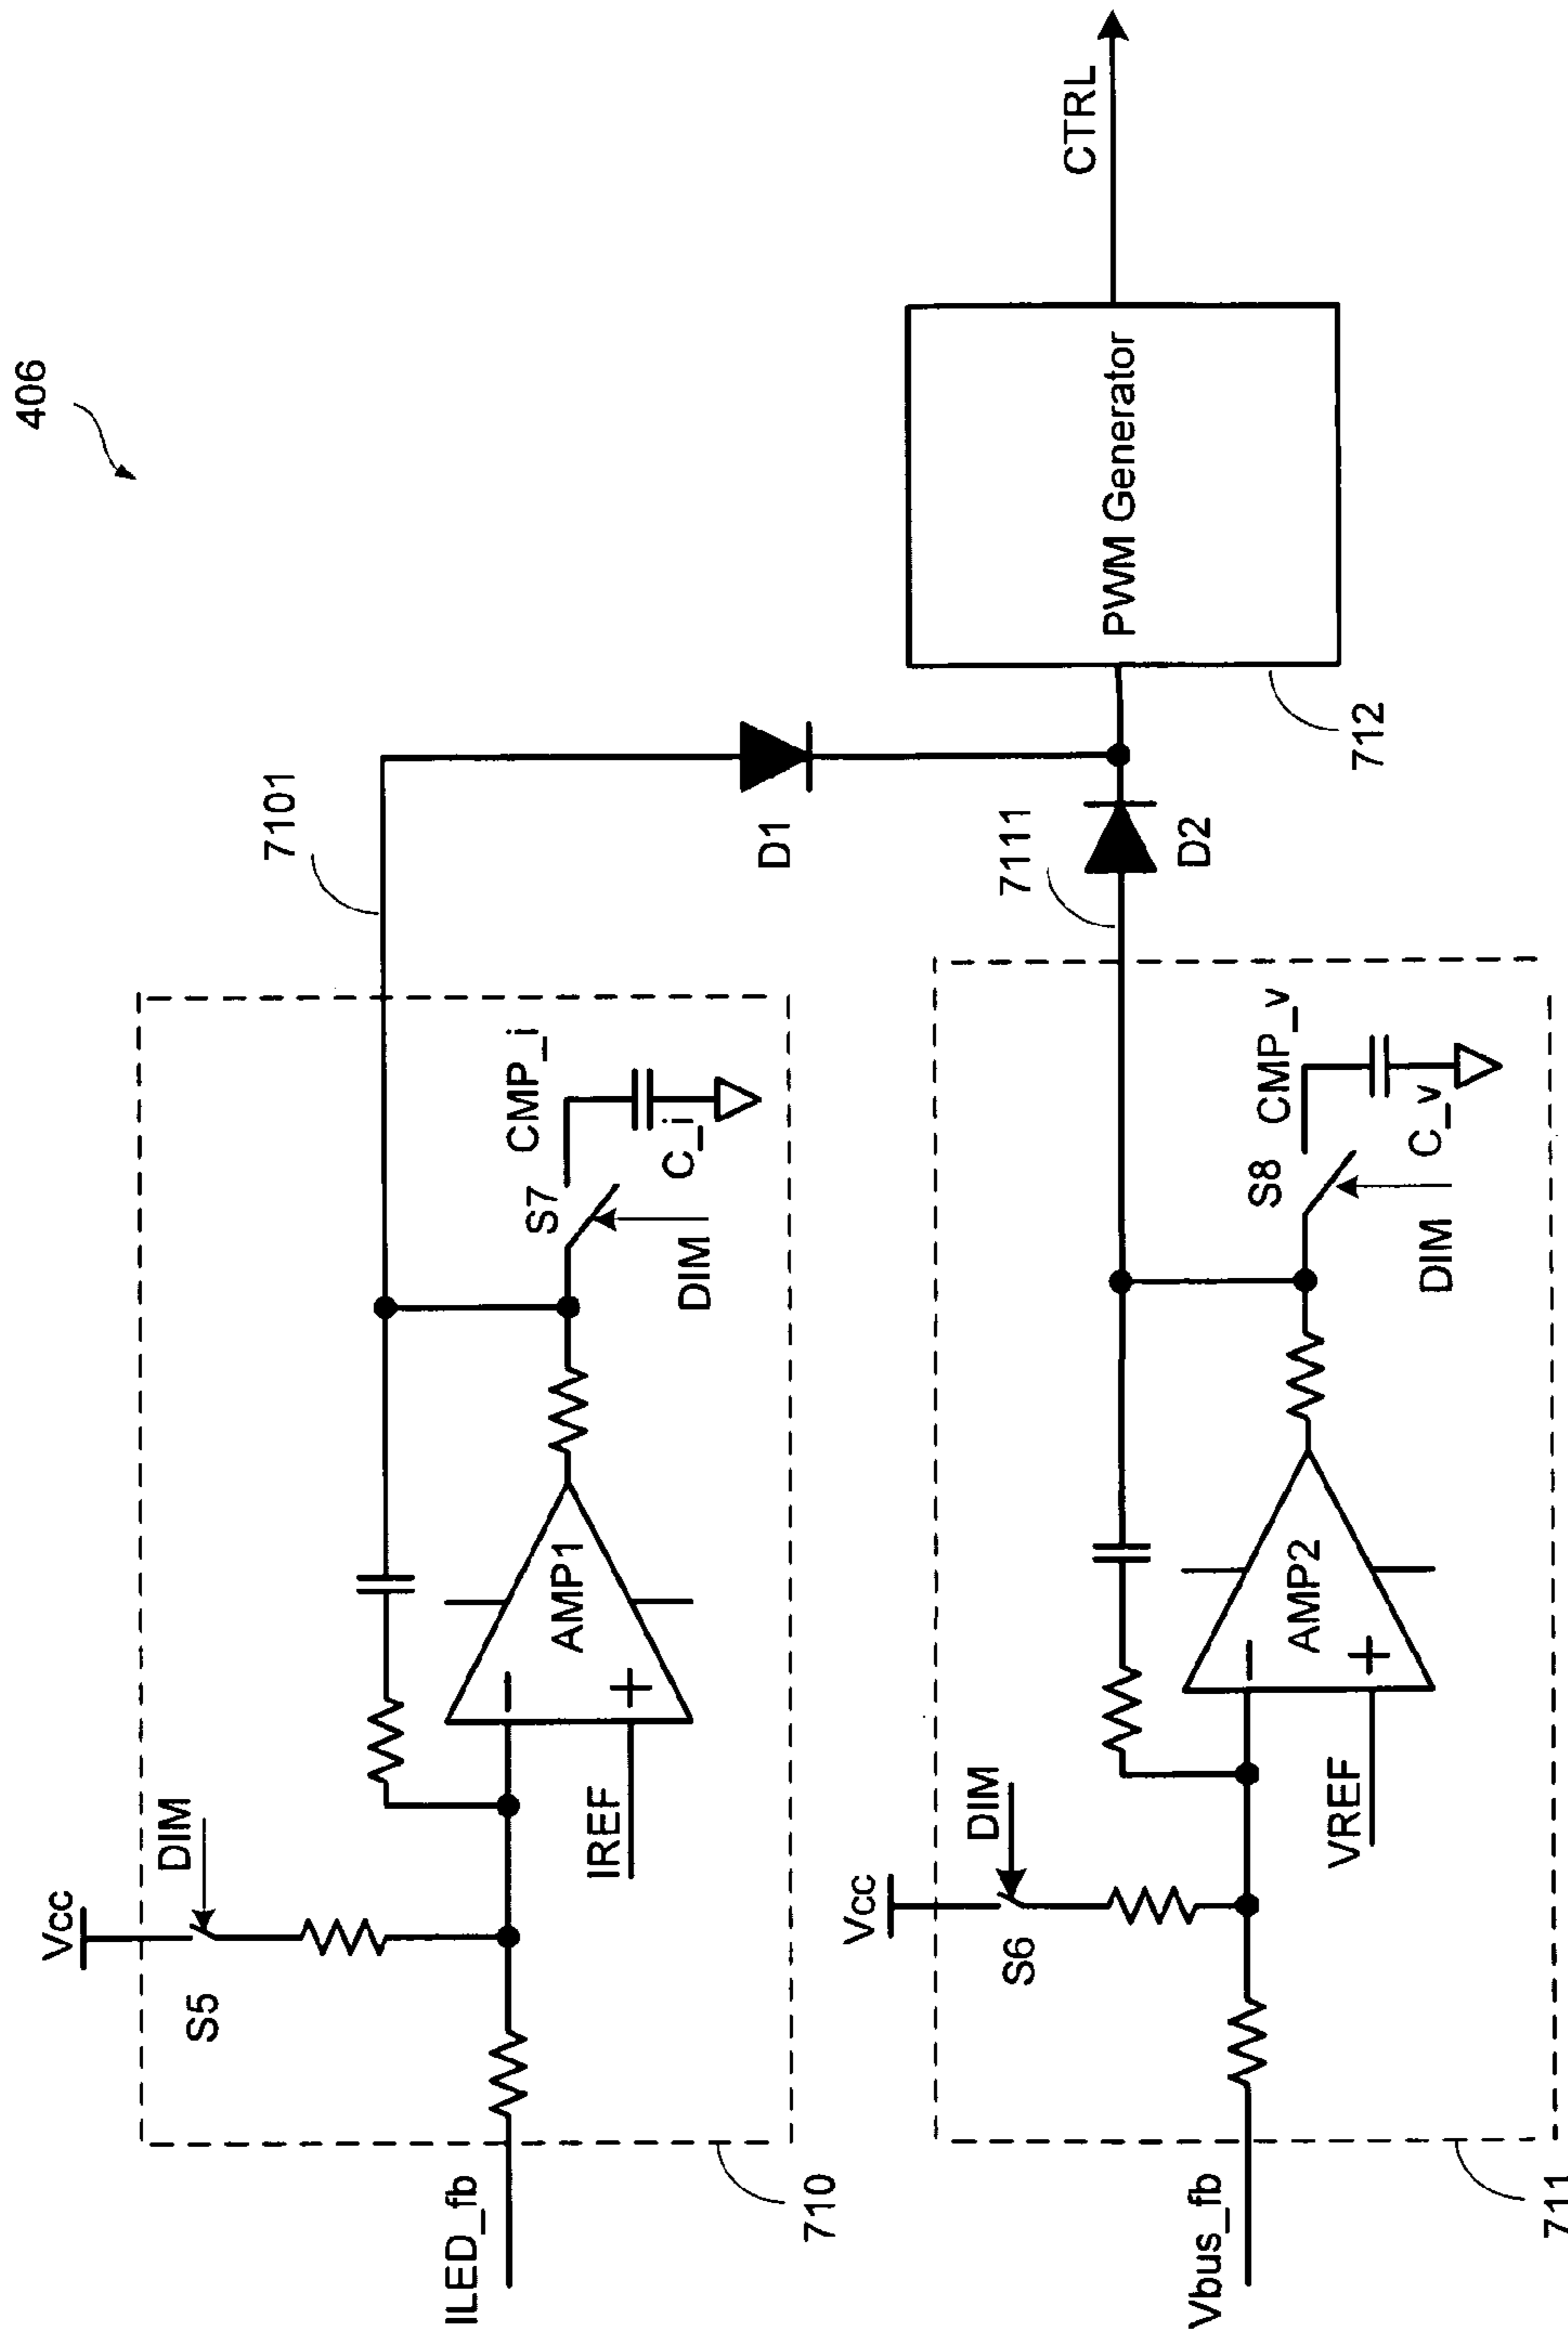 406
Vcc
DIM
S5
ILED_fb
IREF
AMP1
−
+
S7
DIM
CMP_i
C_i
710
7101
D1
Vcc
DIM
S6
Vbus_fb
VREF
AMP2
−
+
S8
DIM
CMP_v
C_v
711
7111
D2
PWM Generator
712
CTRL